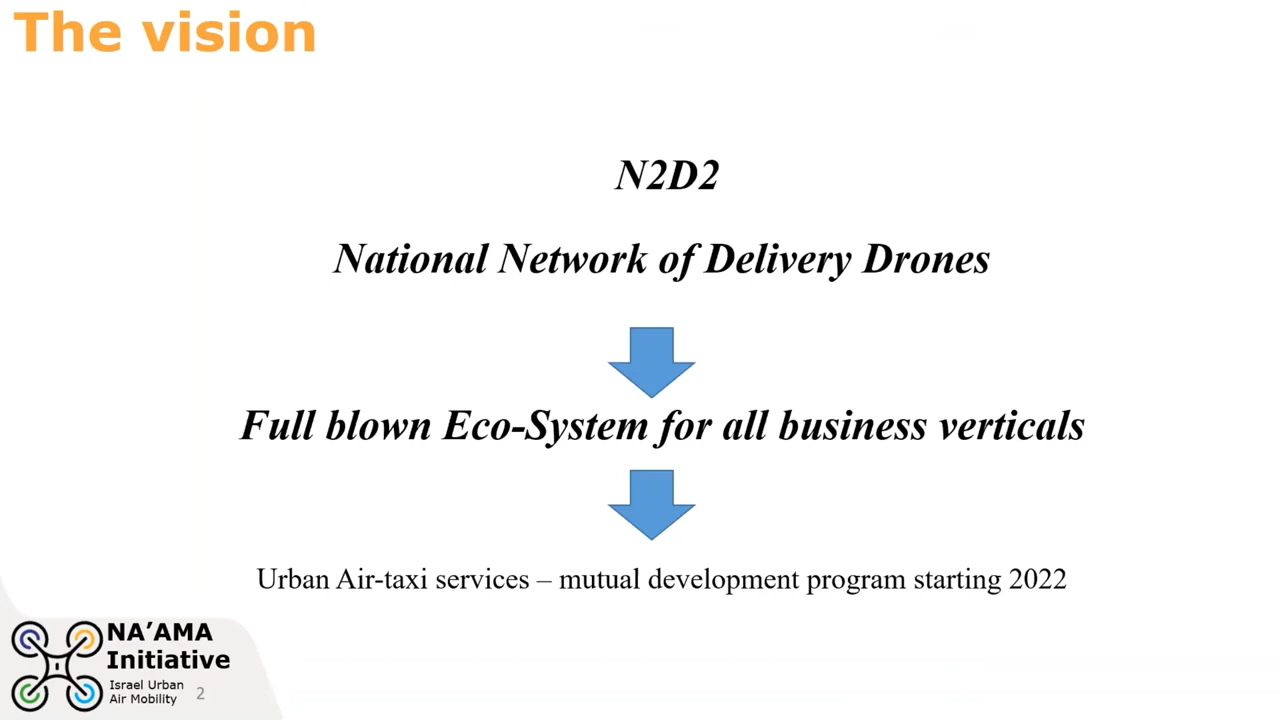 The vision
N2D2
National Network of Delivery Drones
Full blown Eco-System for all business verticals
Urban Air-taxi services – mutual development program starting 2022
NA’AMA
Initiative
Israel Urban
Air Mobility
2